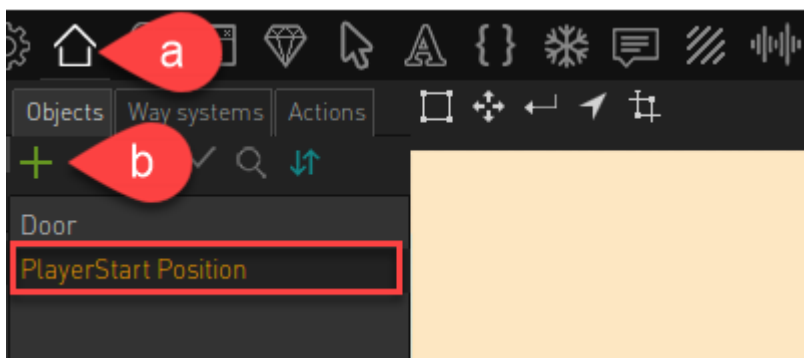 a
Objects Way systems Actions
b
Door
PlayerStart Position